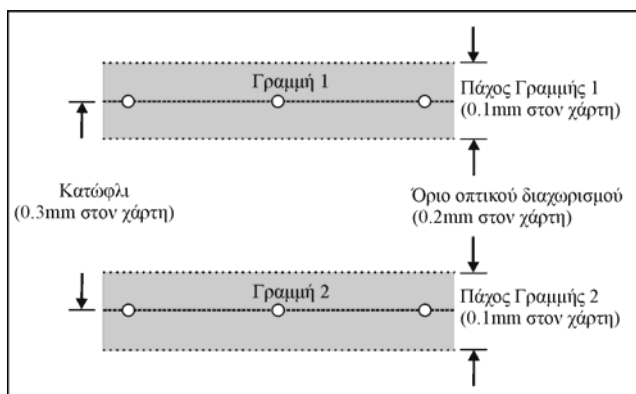 Γραμμή 1
Πάχος Γραμμής 1
(0.1mm στον χάρτη)
Κατώφλι
(0.3mm στον χάρτη)
Όριο οπτικού διαχωρισμού
(0.2mm στον χάρτη)
Γραμμή 2
Πάχος Γραμμής 2
(0.1mm στον χάρτη)